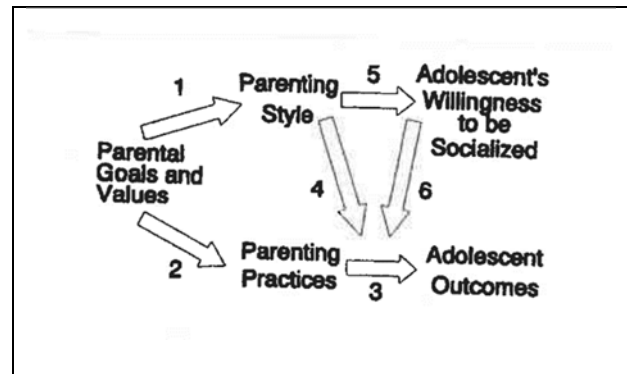 1
Parenting
Style
5
Adolescent's
Willingness
to be
Socialized
Parental
Goals and
Values
4
6
2
Parenting
Practices
3
Adolescent
Outcomes